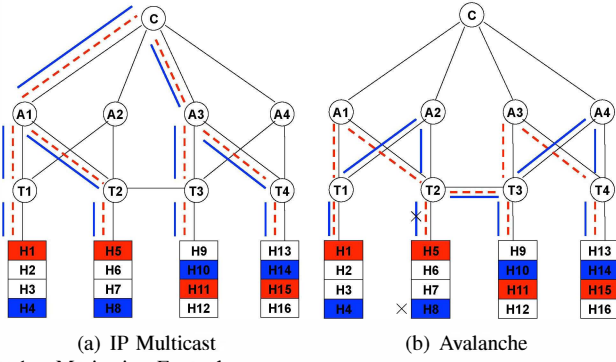 C C
A1 A2 A3 A4 A1 A2 A3 A4
T1 T2 T3 T4 T1 T2 T3 T4
H1 H5 H9 H13 H1 H5 H9 H13
H2 H6 H10 H14 H2 H6 H10 H14
H3 H7 H11 H15 H3 H7 H11 H15
H4 H8 H12 H16 H4 H8 H12 H16
(a) IP Multicast (b) Avalanche